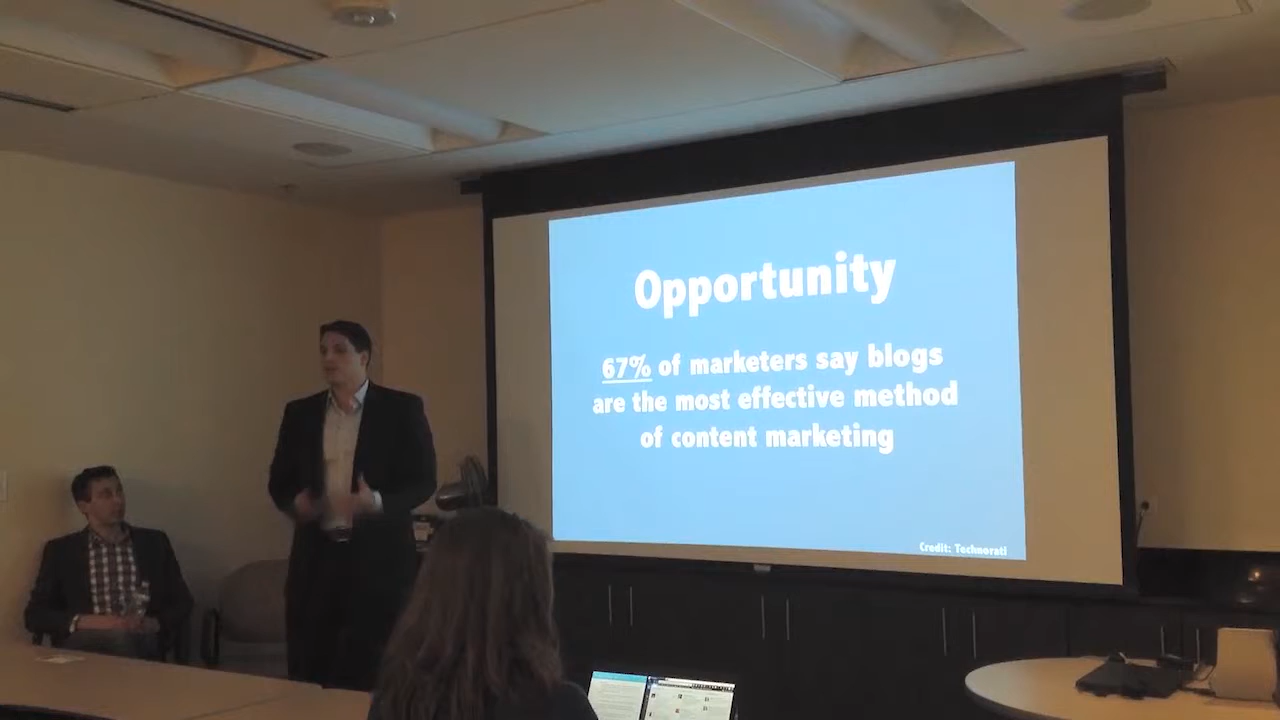 Opportunity
67% of marketers say blogs
are the most effective method
of content marketing
Credit: Technorati